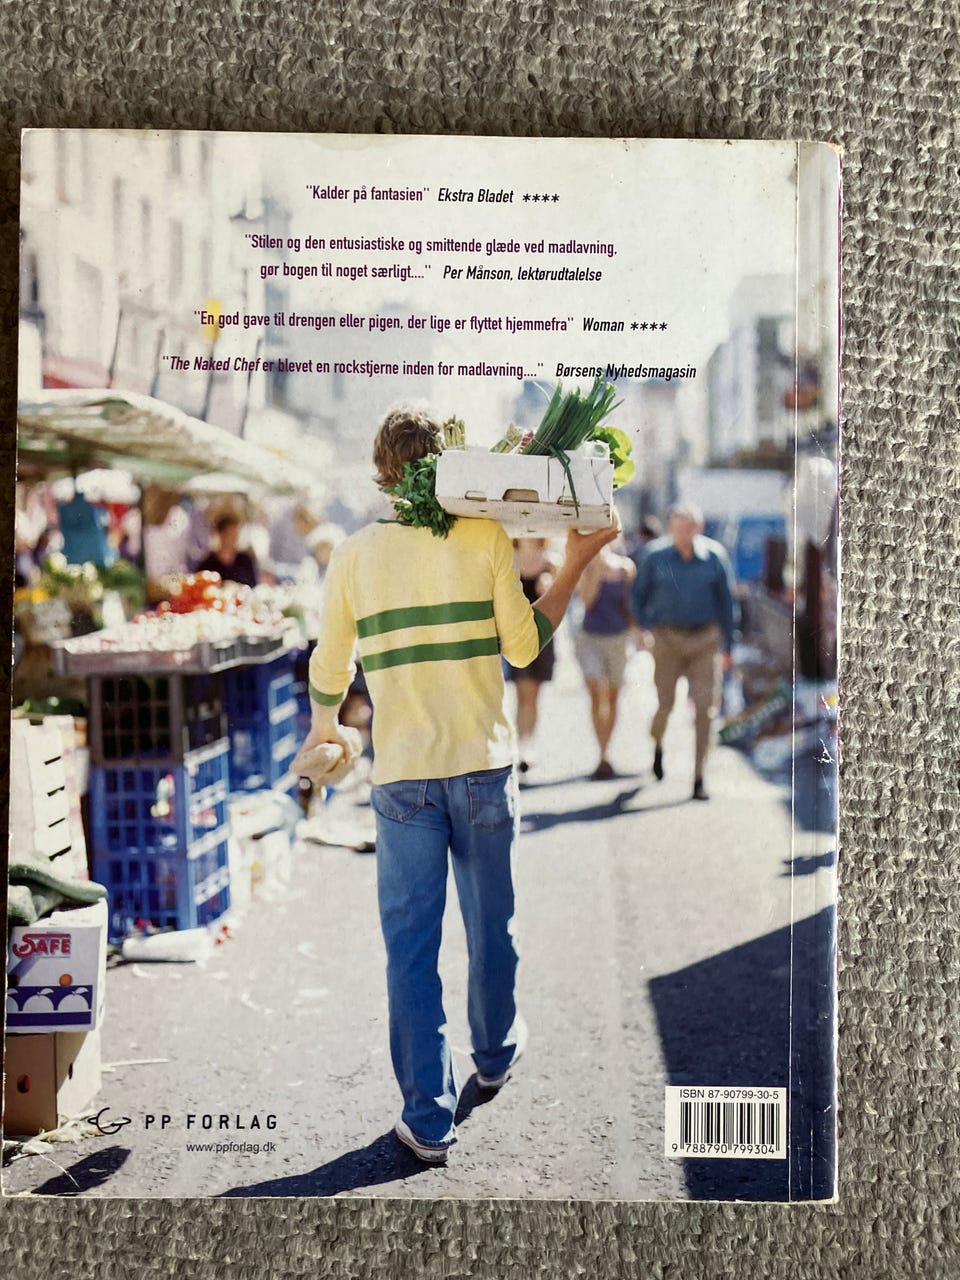 "Kalder på fantasien" Ekstra Bladet ****
"Stilen og den entusiastiske og smittende glæde ved madlavning,
gør bogen til noget særligt...." Per Månson, lektørudtalelse
"En god gave til drengen eller pigen, der lige er flyttet hjemmefra" Woman ****
"The Naked Chef er blevet en rockstjerne inden for madlavning...." Børsens Nyhedsmagasin
SAFE
PP FORLAG
www.ppforlag.dk
ISBN 87-90799-30-5
9 788790 799304